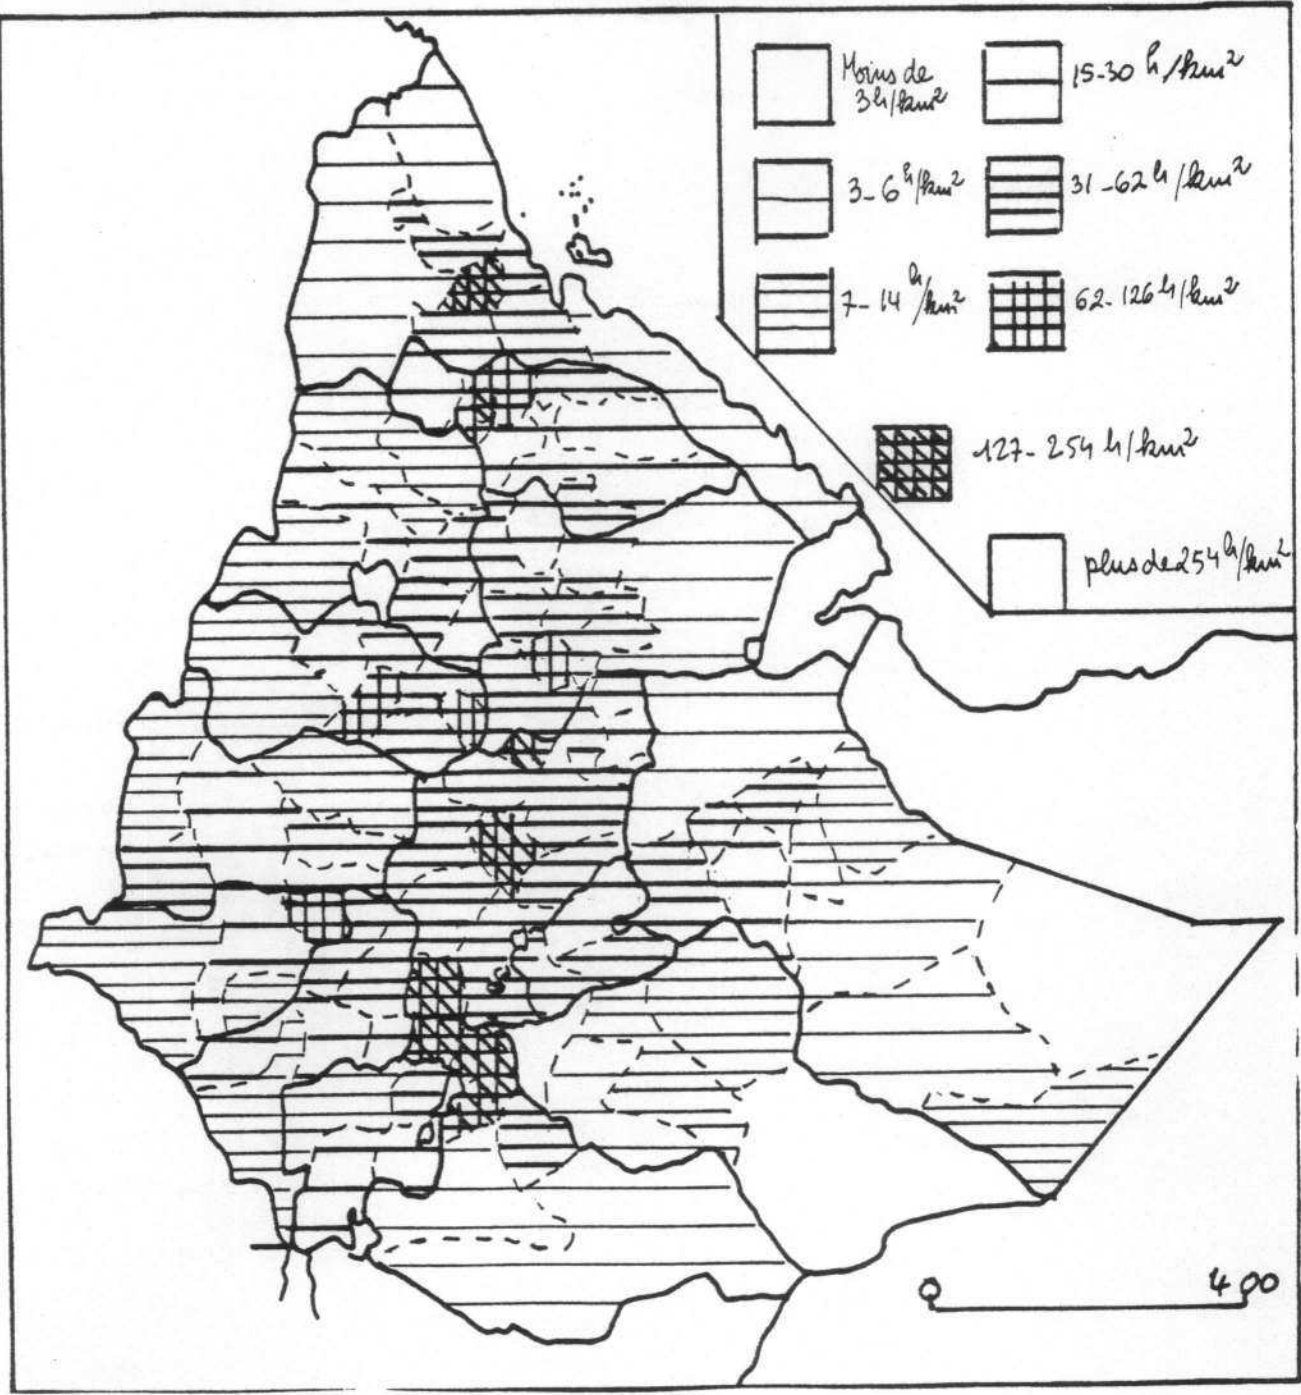 Moins de
3h/km²
15-30 h/km²
3-6 h/km²
31-62 h/km²
7-14 h/km²
62-126 h/km²
127-254 h/km²
plus de 254 h/km²
0 400